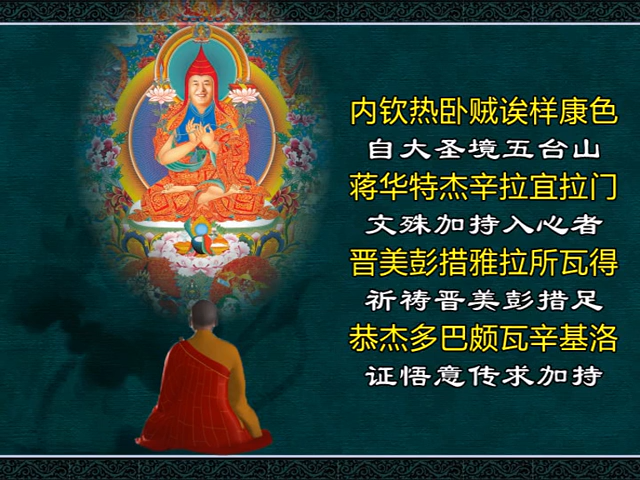 内钦热卧贼诶样康色
自大圣境五台山
蒋华特杰辛拉宜拉门
文殊加持入心者
晋美彭措雅拉所瓦得
祈祷晋美彭措足
恭杰多巴颇瓦辛基洛
证悟意传求加持